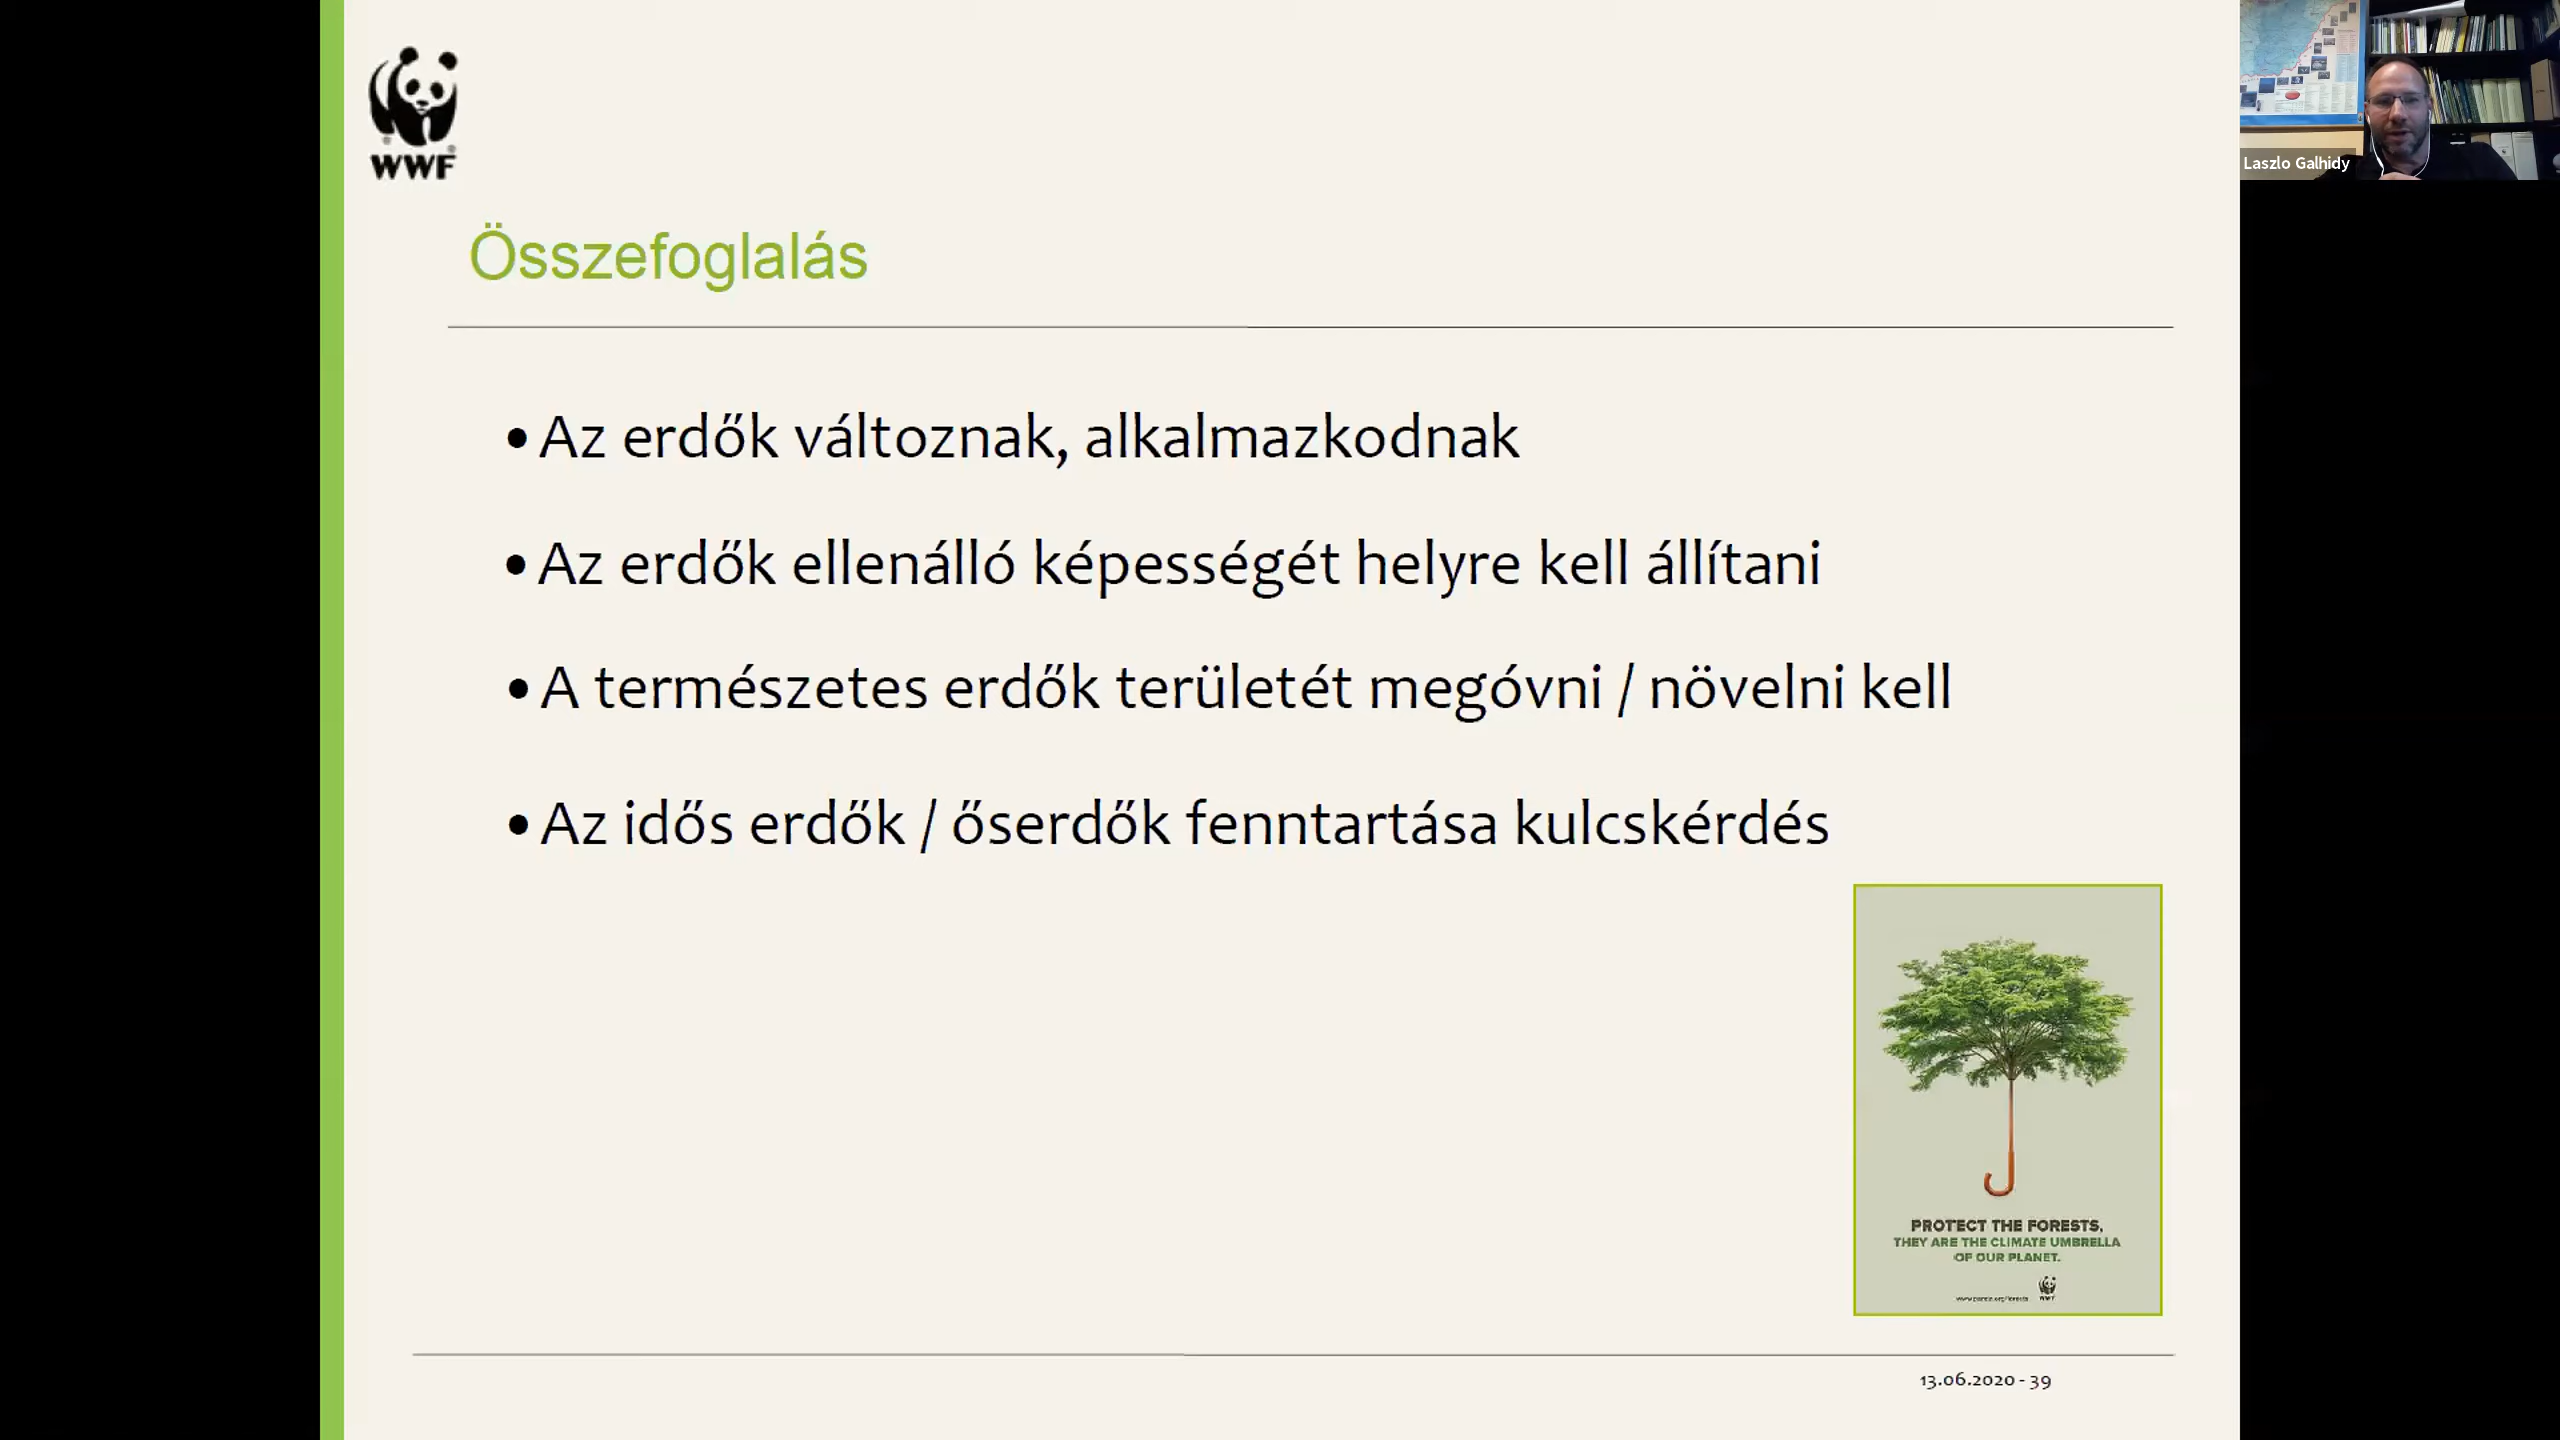 WWF
Laszlo Galhidy
Összefoglalás
•Az erdők változnak, alkalmazkodnak
•Az erdők ellenálló képességét helyre kell állítani
•A természetes erdők területét megóvni / növelni kell
•Az idős erdők / őserdők fenntartása kulcskérdés
PROTECT THE FORESTS,
THEY ARE THE CLIMATE UMBRELLA
OF OUR PLANET.
WWF
13.06.2020 - 39